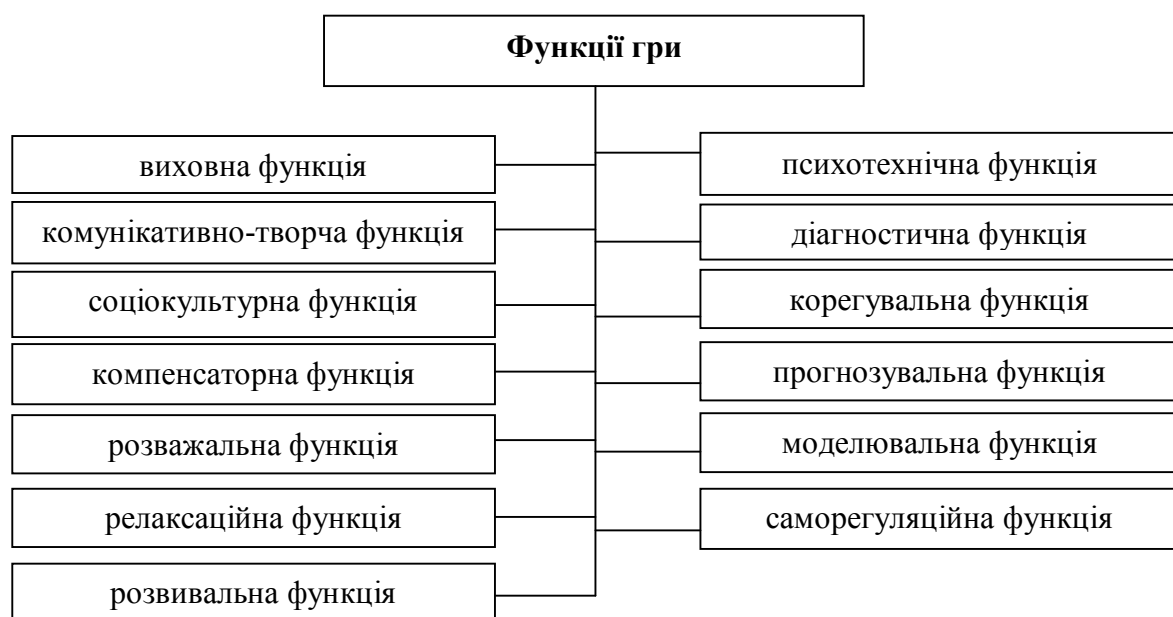 Функції гри
виховна функція
комунікативно-творча функція
соціокультурна функція
компенсаторна функція
розважальна функція
релаксаційна функція
розвивальна функція
психотехнічна функція
діагностична функція
корегувальна функція
прогнозувальна функція
моделювальна функція
саморегуляційна функція